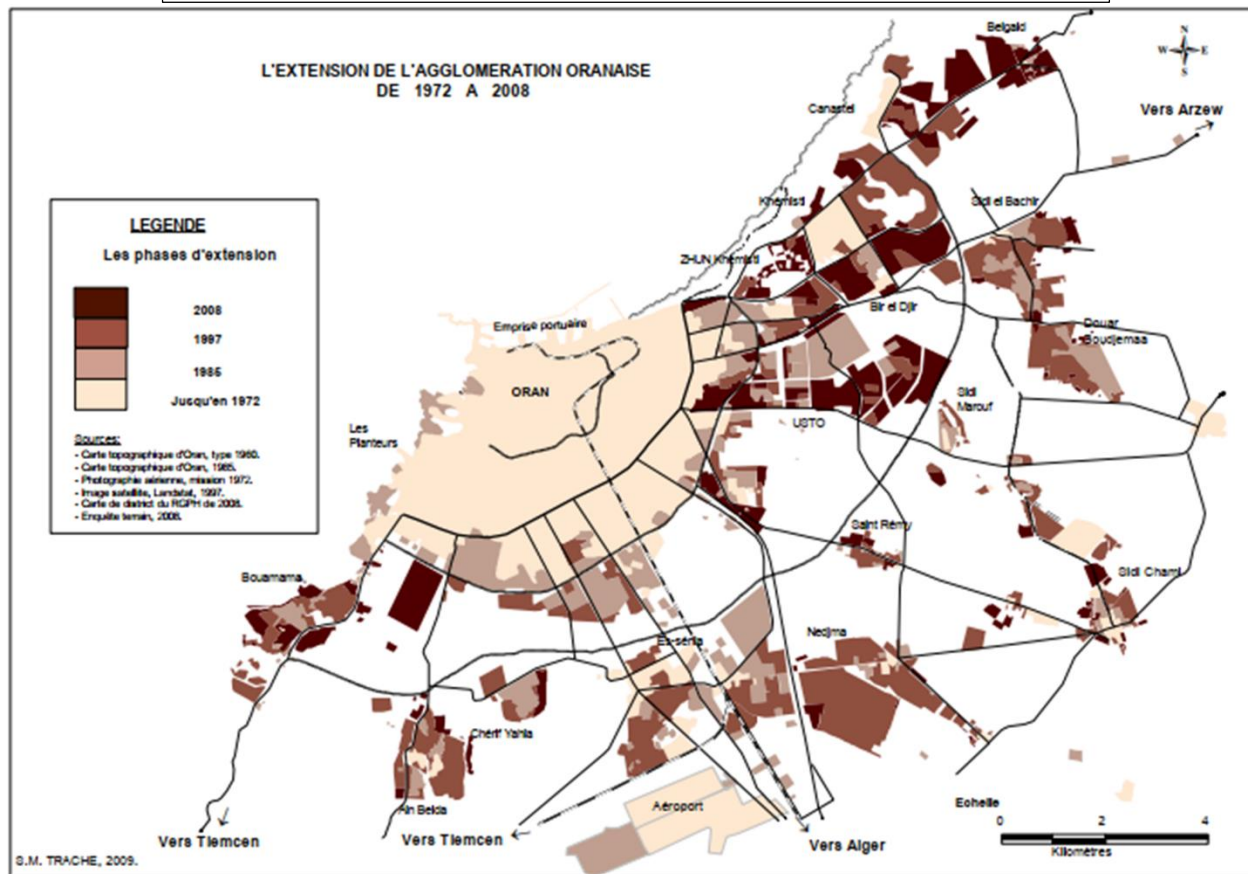 L'EXTENSION DE L'AGGLOMERATION ORANAISE
DE 1972 A 2008
N
W E
S
Belgaid
Canastel
Vers Arzew
Khémisti
Sidi el Bachir
ZHUN Khémisti
LEGENDE
Les phases d'extension
2008
1997
1985
Jusqu'en 1972
Sources:
- Carte topographique d'Oran, type 1960.
- Carte topographique d'Oran, 1985.
- Photographie aérienne, mission 1972.
- Image satellite, Landstat, 1997.
- Carte de district du RGPH de 2008.
- Enquête terrain, 2008.
Emprise portuaire
Bir el Djir
Douar
Boudjemaa
ORAN
Sidi
Marouf
Les
Planteurs
USTO
Saint Rémy
Bouamama
Sidi Chami
Es-sénia
Nedjma
Chérif Yahia
Ain Beida
Aéroport
Echelle
0 2 4
Kilomètres
Vers Tlemcen
Vers Tlemcen
Vers Alger
S.M. TRACHE, 2009.